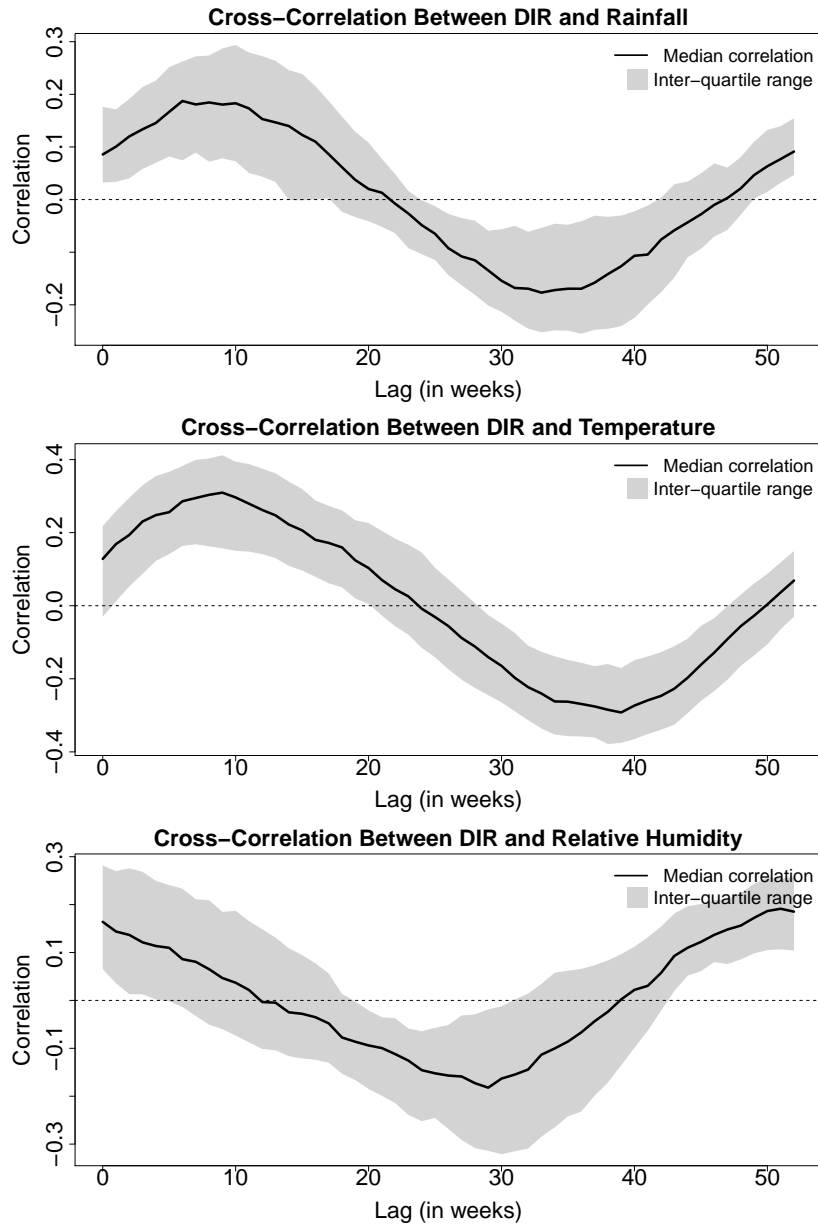 Cross−Correlation Between DIR and Rainfall
0.3
0.2
0.1
0.0
−0.2
Correlation
Median correlation
Inter−quartile range
0 10 20 30 40 50
Lag (in weeks)
Cross−Correlation Between DIR and Temperature
0.4
0.2
0.0
−0.2
−0.4
Correlation
Median correlation
Inter−quartile range
0 10 20 30 40 50
Lag (in weeks)
Cross−Correlation Between DIR and Relative Humidity
0.3
0.1
−0.1
−0.3
Correlation
Median correlation
Inter−quartile range
0 10 20 30 40 50
Lag (in weeks)